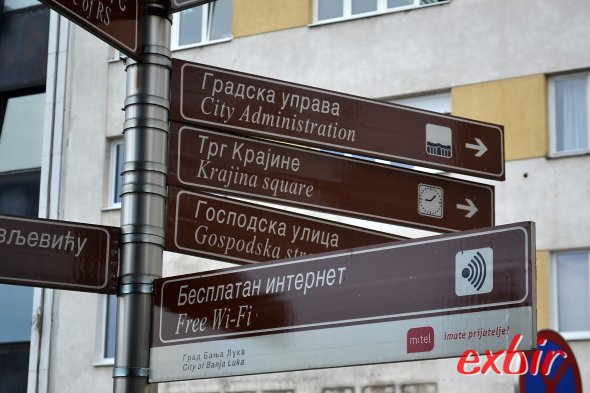 C of RS
Градска управа
City Administration
Трг Крајине
Krajina square
Господска улица
Gospodska
Бесплатан интернет
Free Wi-Fi
Град Бања Лука
City of Banja Luka
m:tel
imate prijatelje!
exbir